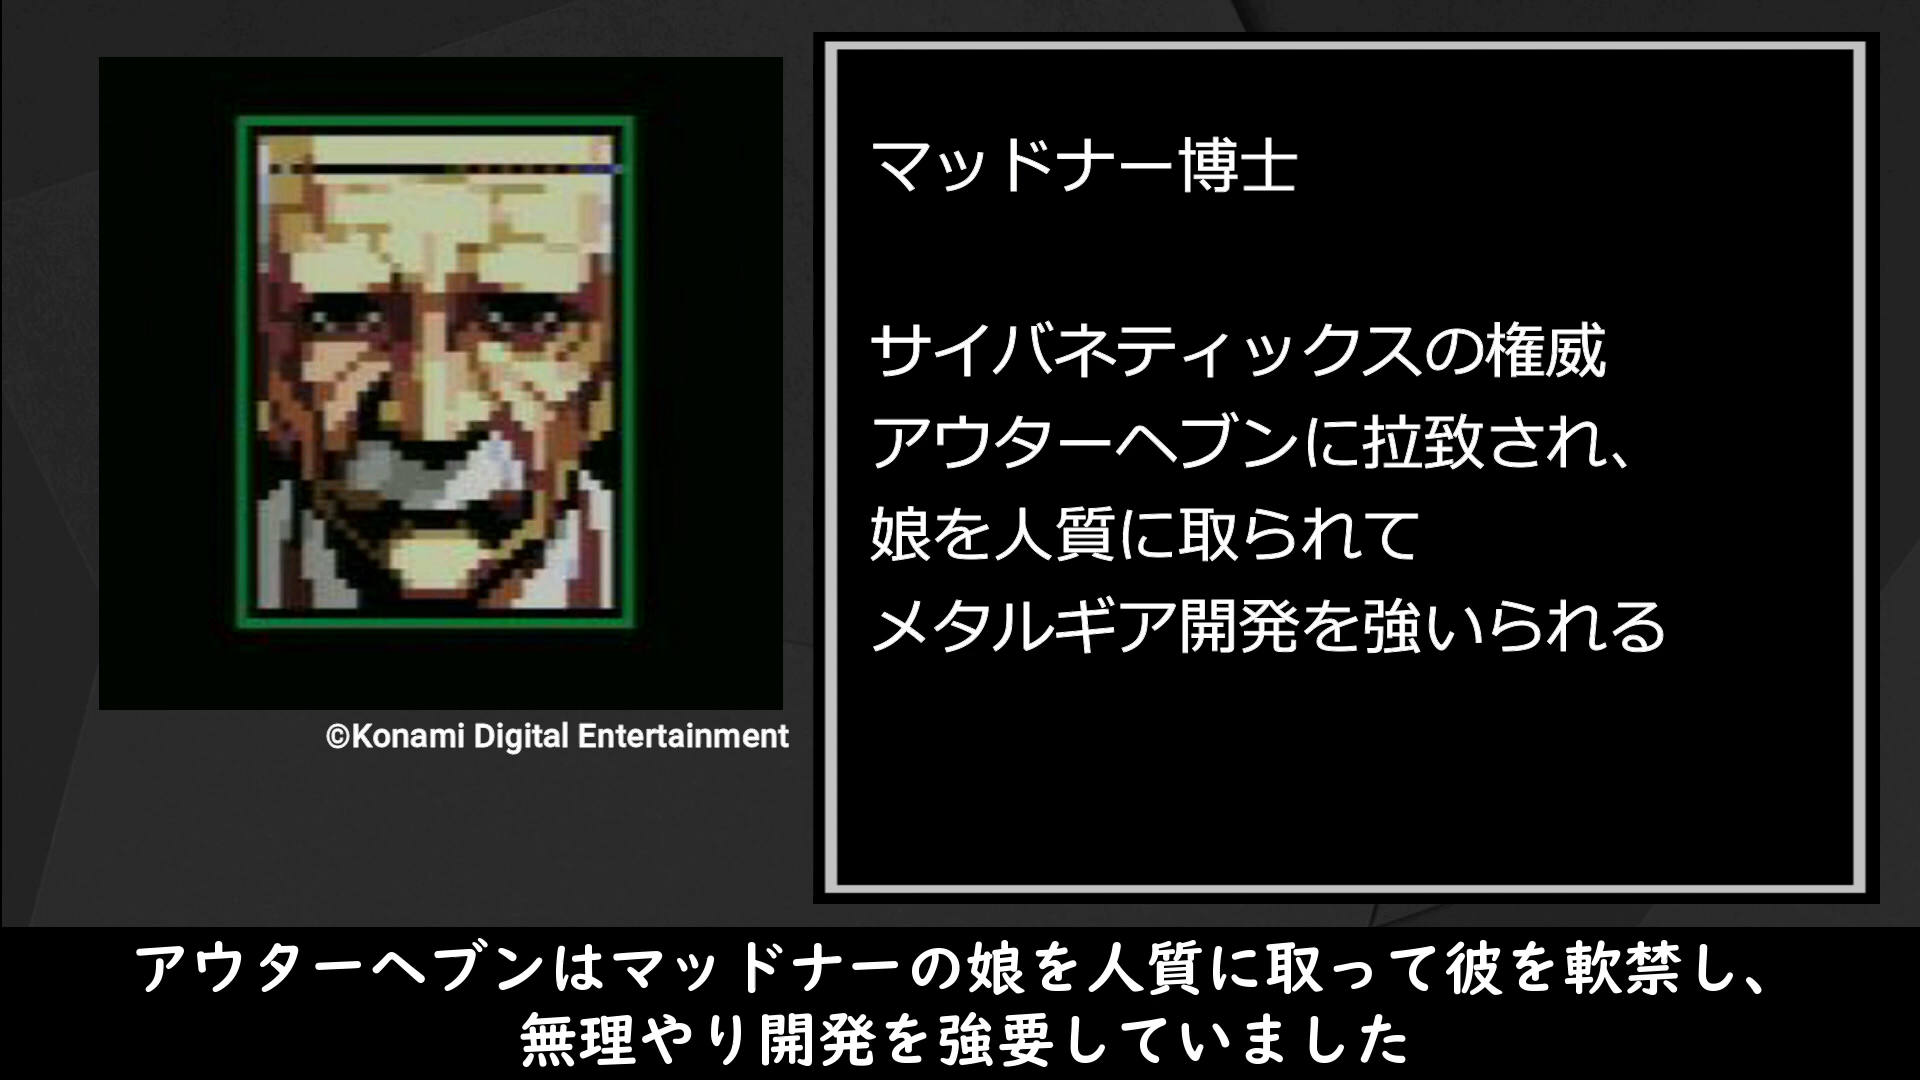 マッドナー博士
サイバネティックスの権威
アウターヘブンに拉致され、
娘を人質に取られて
メタルギア開発を強いられる
©Konami Digital Entertainment
アウターヘブンはマッドナーの娘を人質に取って彼を軟禁し、
無理やり開発を強要していました